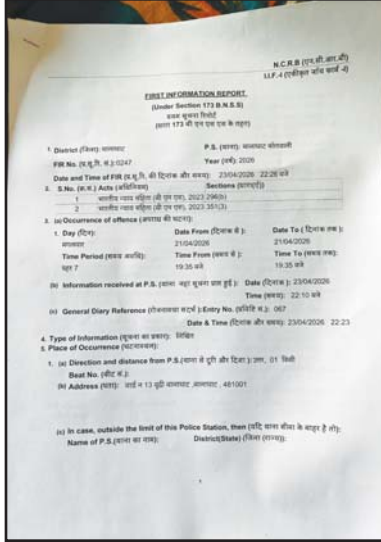 N.C.R.B (एन.सी.आर.बी)
I.I.F.-I (एकीकृत जाँच फार्म -I)
FIRST INFORMATION REPORT
(Under Section 173 B.N.S.S)
प्रथम सूचना रिपोर्ट
(धारा 173 बी एन एस एस के तहत)
1. District (जिला): बालाघाट P.S. (थाना): बालाघाट कोतवाली
FIR No. (प्र.सू.रि. सं.): 0247 Year (वर्ष): 2026
Date and Time of FIR (प्र.सू.रि. की दिनांक और समय): 23/04/2026 22:26 बजे
2. S.No. (क्र.सं.) Acts (अधिनियम) Sections (धारा(एँ))
1 भारतीय न्याय संहिता (बी एन एस), 2023 296(b)
2 भारतीय न्याय संहिता (बी एन एस), 2023 351(3)
3. (a) Occurrence of offence (अपराध की घटना):
1. Day (दिन): Date From (दिनांक से ): Date To ( दिनांक तक ):
मंगलवार 21/04/2026 21/04/2026
Time Period (समय अवधि): Time From (समय से ): Time To (समय तक ):
पहर 7 19:35 बजे 19:35 बजे
(b) Information received at P.S. (थाना जहा सूचना प्राप्त हुई ): Date (दिनांक ): 23/04/2026
Time (समय): 22:10 बजे
(c) General Diary Reference (रोजनामचा संदर्भ ): Entry No. (प्रविष्टि सं.): 067
Date & Time (दिनांक और समय): 23/04/2026 22:23
4. Type of Information (सूचना का प्रकार): लिखित
5. Place of Occurrence (घटनास्थल):
1. (a) Direction and distance from P.S. (थाना से दूरी और दिशा ): उत्तर, 01 किमी
Beat No. (बीट सं.):
(b) Address (पता): वार्ड न 13 बूढ़ी बालाघाट ,बालाघाट , 481001
(c) In case, outside the limit of this Police Station, then (यदि थाना सीमा के बाहर है तो):
Name of P.S. (थाना का नाम): District(State) (जिला (राज्य)):
1